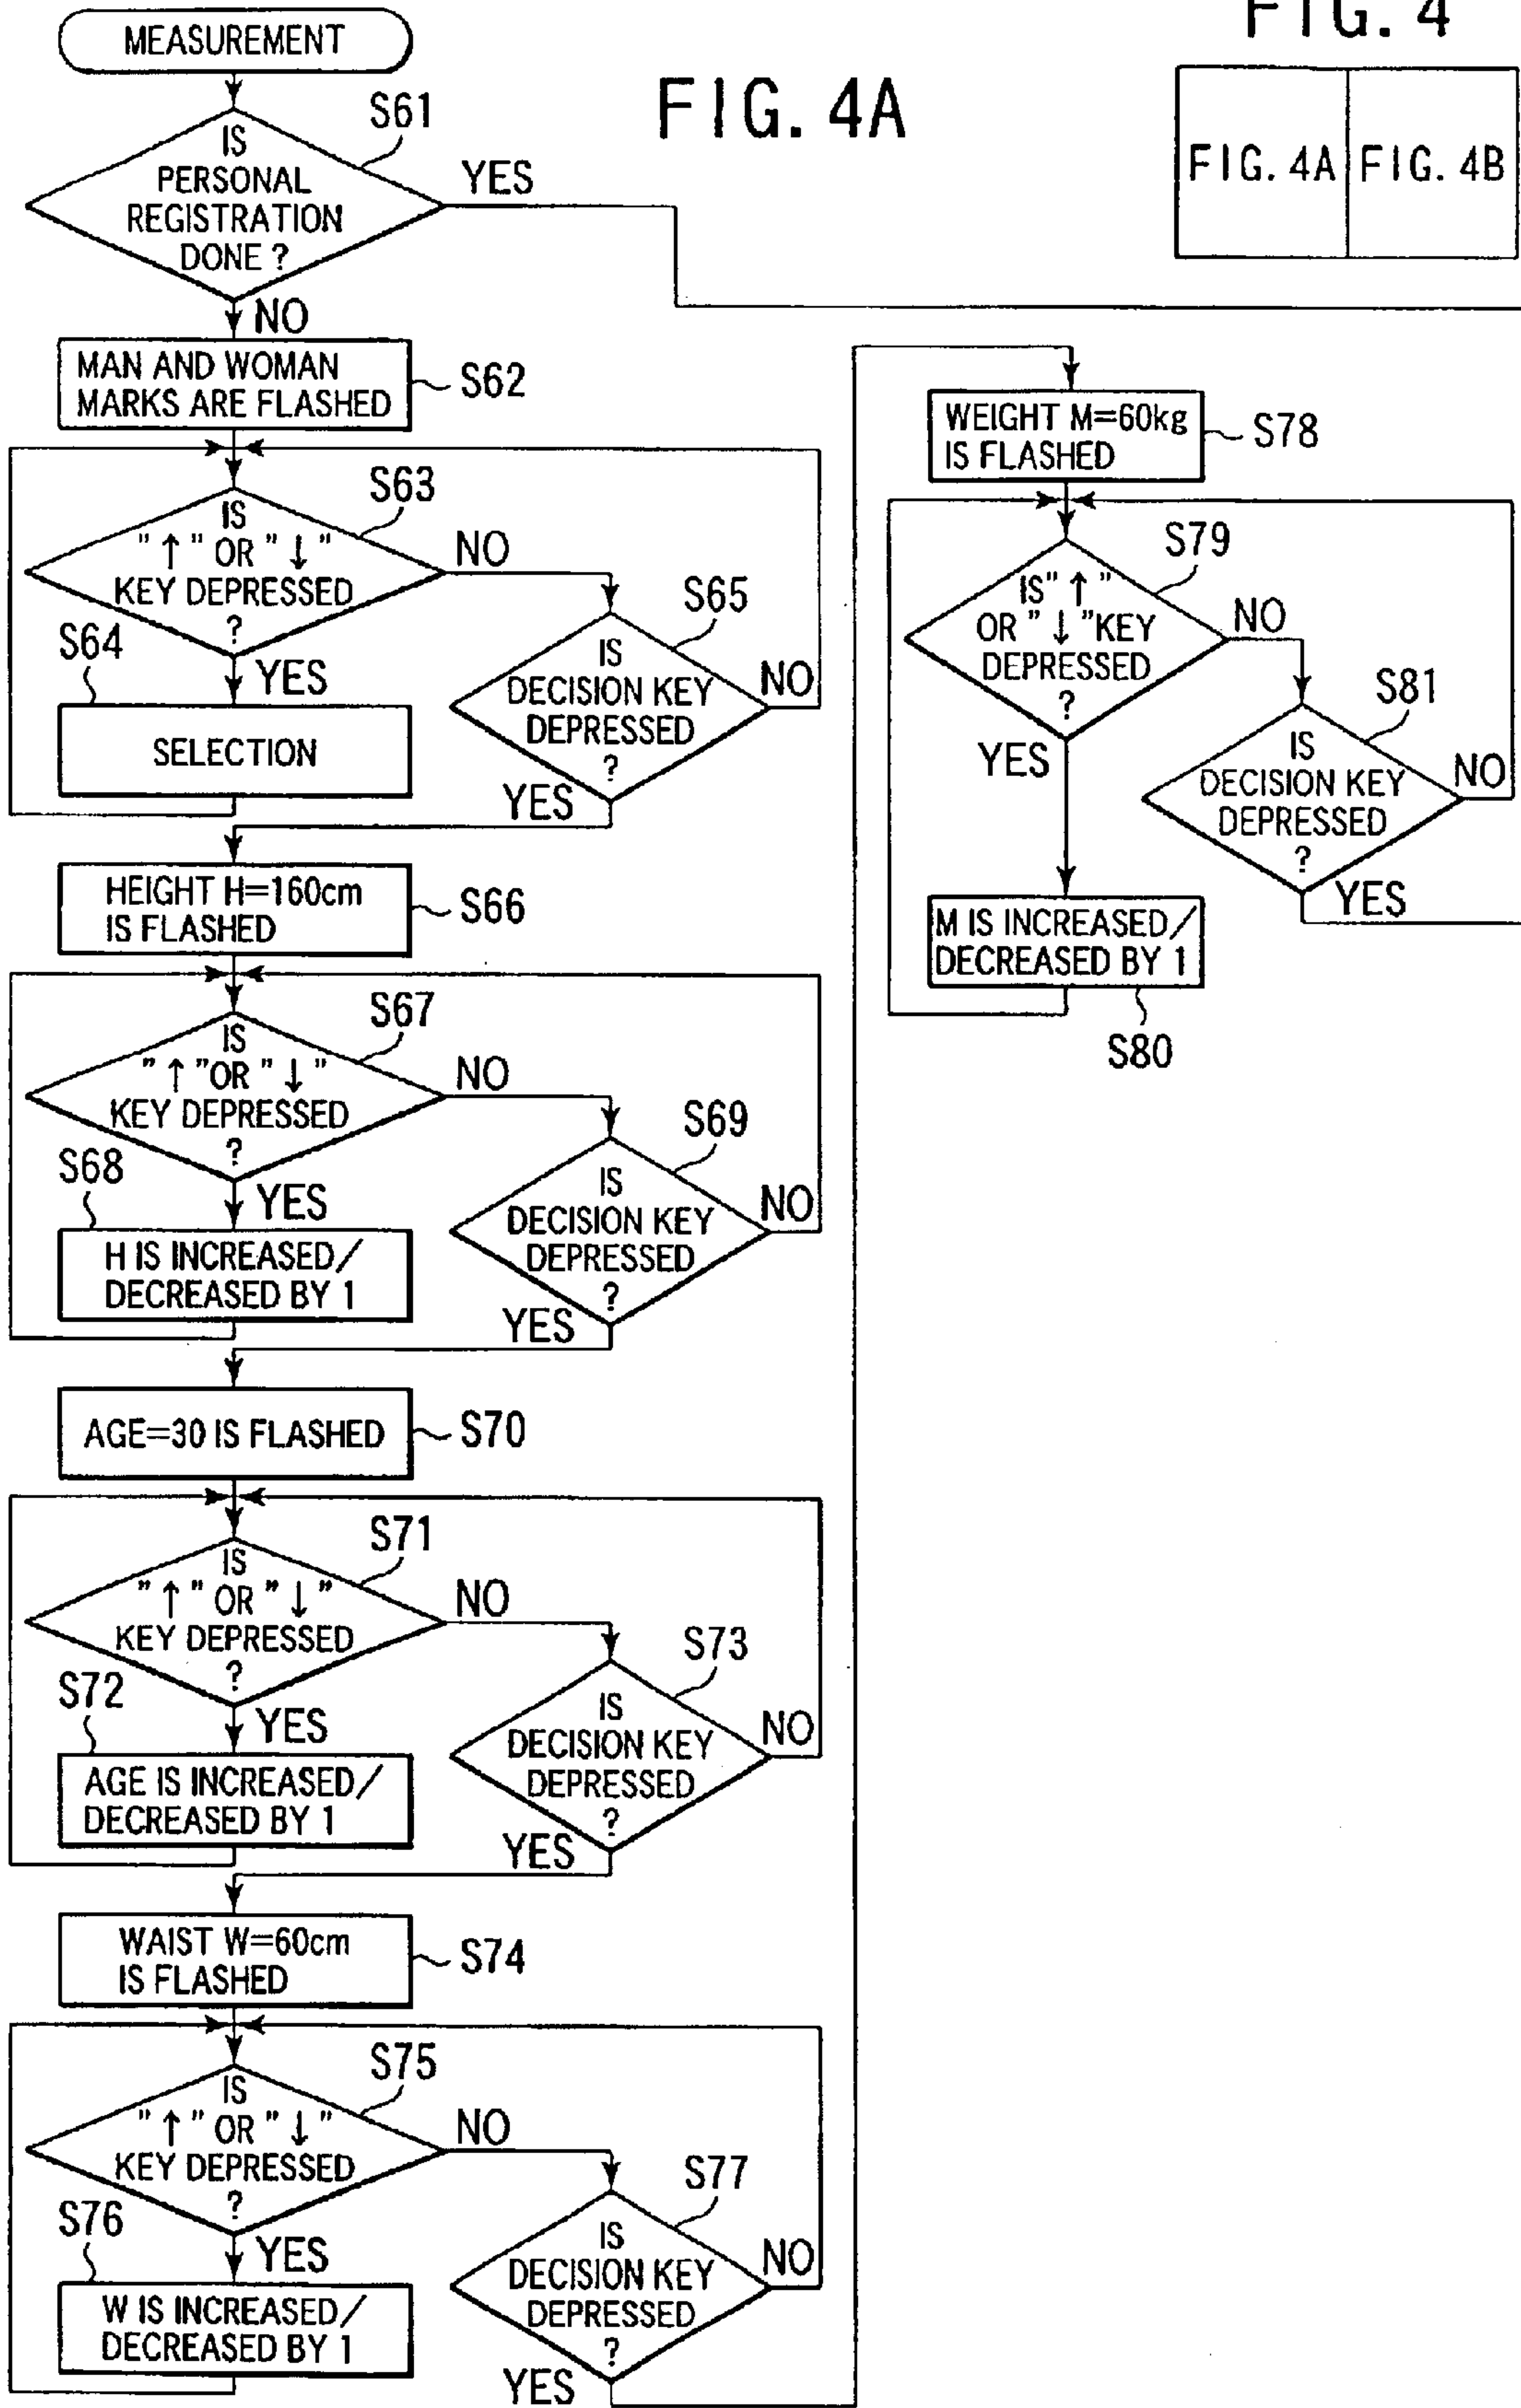 FIG. 4
FIG. 4A
FIG. 4A
FIG. 4B
MEASUREMENT
S61
IS
PERSONAL
REGISTRATION
DONE ?
YES
NO
MAN AND WOMAN
MARKS ARE FLASHED
S62
S63
IS
" ↑ " OR " ↓ "
KEY DEPRESSED
?
NO
YES
S64
SELECTION
S65
IS
DECISION KEY
DEPRESSED
?
NO
YES
HEIGHT H=160cm
IS FLASHED
S66
S67
IS
" ↑ "OR " ↓ "
KEY DEPRESSED
?
NO
YES
S68
H IS INCREASED/
DECREASED BY 1
S69
IS
DECISION KEY
DEPRESSED
?
NO
YES
AGE=30 IS FLASHED
S70
S71
IS
" ↑ " OR " ↓ "
KEY DEPRESSED
?
NO
YES
S72
AGE IS INCREASED/
DECREASED BY 1
S73
IS
DECISION KEY
DEPRESSED
?
NO
YES
WAIST W=60cm
IS FLASHED
S74
S75
IS
" ↑ " OR " ↓ "
KEY DEPRESSED
?
NO
YES
S76
W IS INCREASED/
DECREASED BY 1
S77
IS
DECISION KEY
DEPRESSED
?
NO
YES
WEIGHT M=60kg
IS FLASHED
S78
S79
IS" ↑ "
OR " ↓ "KEY
DEPRESSED
?
NO
YES
M IS INCREASED/
DECREASED BY 1
S80
S81
IS
DECISION KEY
DEPRESSED
?
NO
YES